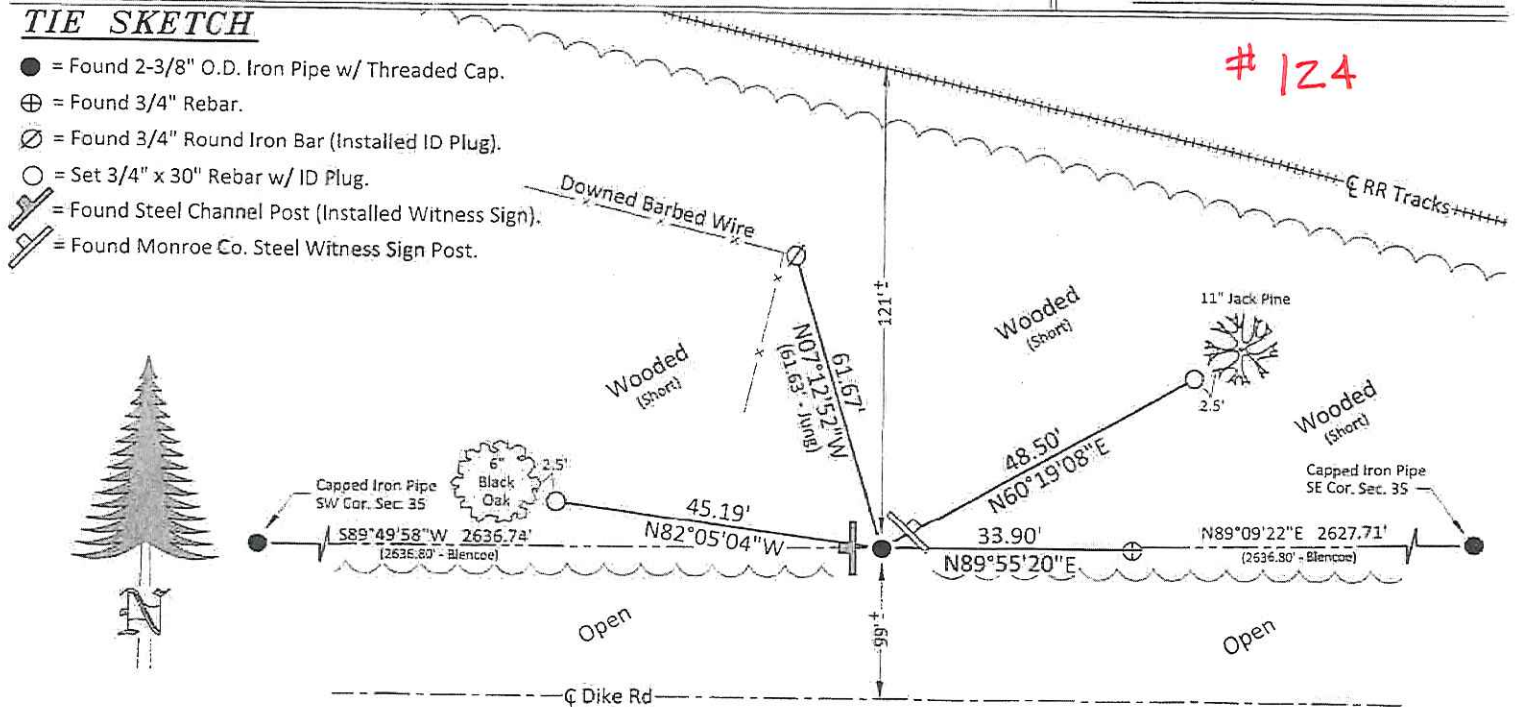 TIE SKETCH
# 124
= Found 2-3/8" O.D. Iron Pipe w/ Threaded Cap.
= Found 3/4" Rebar.
= Found 3/4" Round Iron Bar (Installed ID Plug).
= Set 3/4" x 30" Rebar w/ ID Plug.
= Found Steel Channel Post (Installed Witness Sign).
= Found Monroe Co. Steel Witness Sign Post.
Downed Barbed Wire
℄ RR Tracks
121'±
Wooded
(Short)
11" Jack Pine
2.5'
Wooded
(Short)
61.67'
N07°12'52"W
(61.63' - Jung)
Wooded
(Short)
48.50'
N60°19'08"E
6"
Black
Oak
2.5'
Capped Iron Pipe
SW Cor. Sec. 35
45.19'
N82°05'04"W
S89°49'58"W 2636.74'
(2636.80' - Blencoe)
33.90'
N89°55'20"E
N89°09'22"E 2627.71'
(2636.80' - Blencoe)
Capped Iron Pipe
SE Cor. Sec. 35
N
Open
99'±
Open
℄ Dike Rd